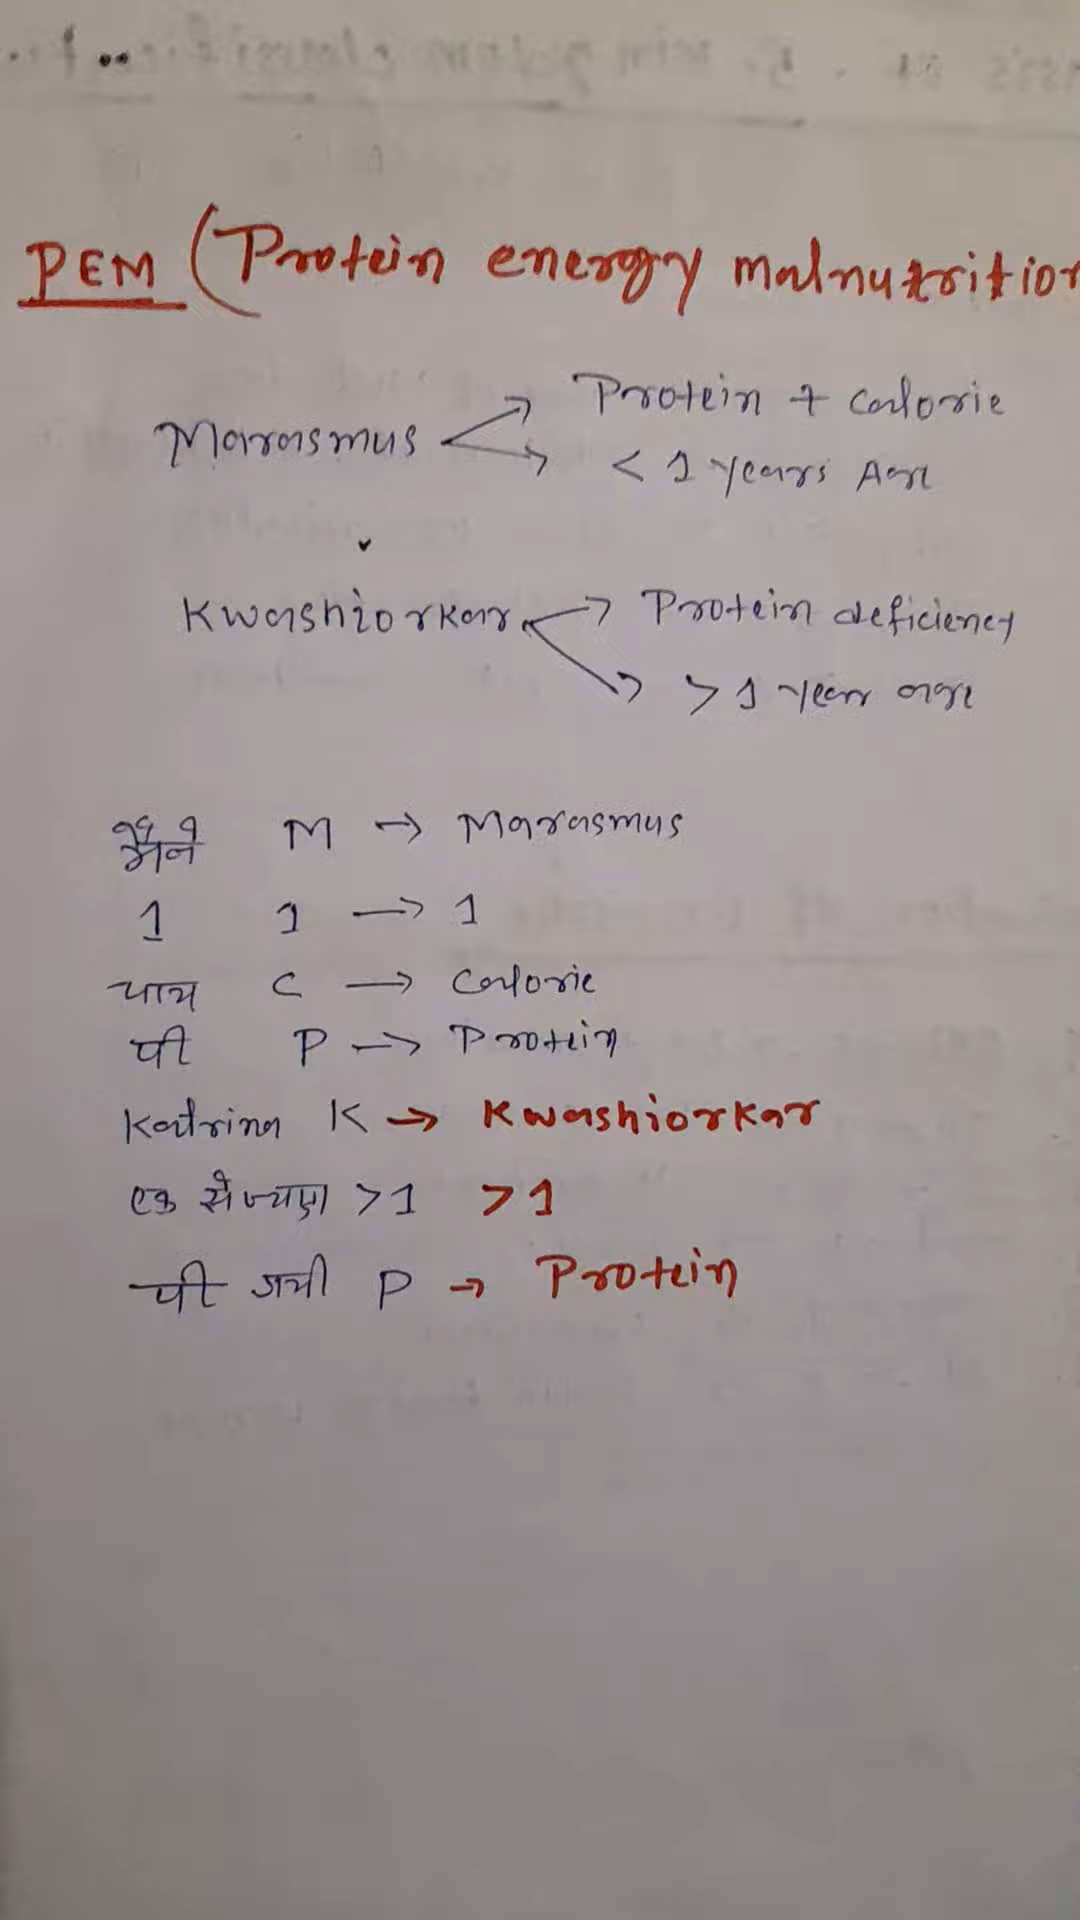 PEM (Protein energy malnutrition
Marasmus → Protein + calorie
→ < 1 years Age
Kwashiorkar → Protein deficiency
→ > 1 year age
मैंने M → Marasmus
1 1 → 1
चाय C → Calorie
पी P → Protein
Katrina K → Kwashiorkar
एक से ज्यादा >1 >1
पी गयी P → Protein